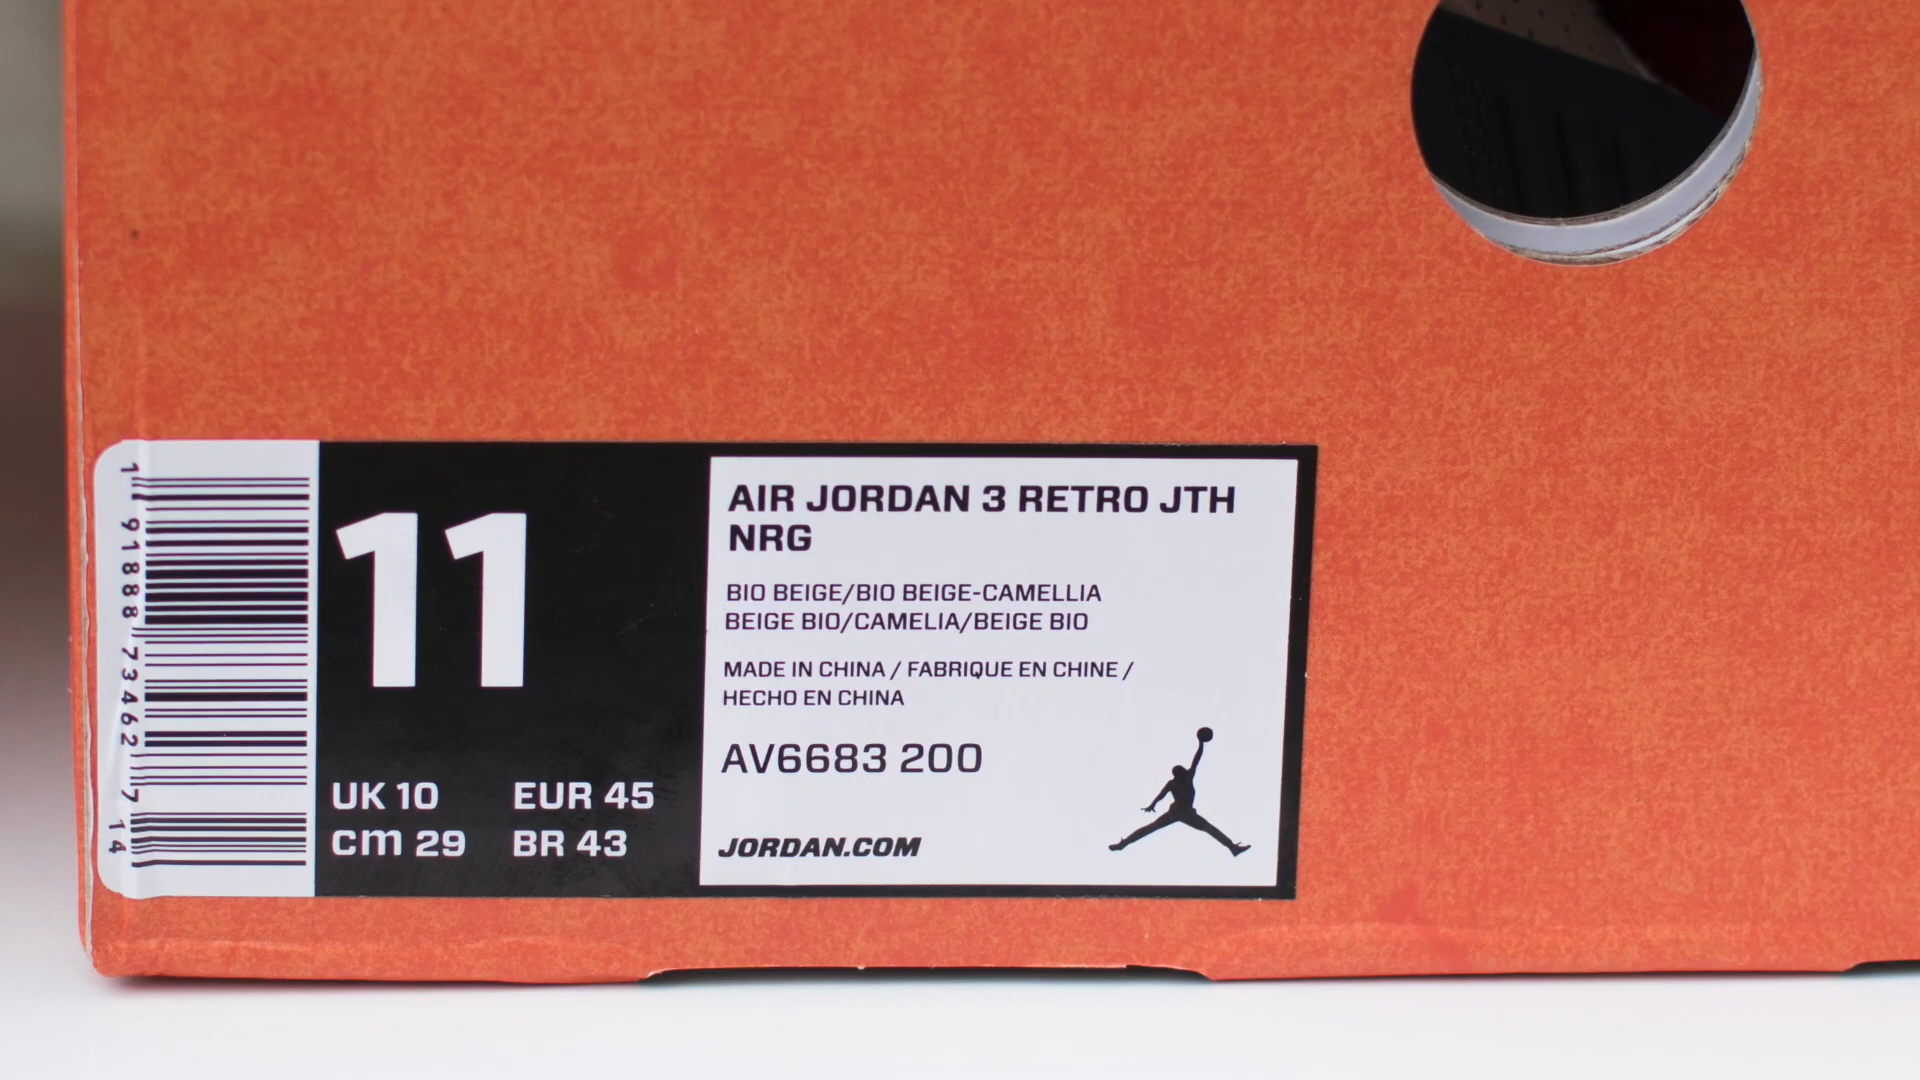 1 91888 73462 7 14
11
UK 10 EUR 45
cm 29 BR 43
AIR JORDAN 3 RETRO JTH
NRG
BIO BEIGE/BIO BEIGE-CAMELLIA
BEIGE BIO/CAMELIA/BEIGE BIO
MADE IN CHINA / FABRIQUE EN CHINE /
HECHO EN CHINA
AV6683 200
JORDAN.COM